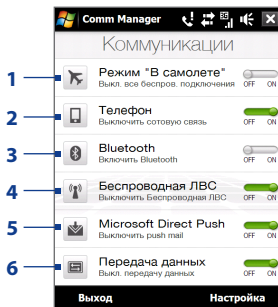 Comm Manager
Коммуникации
1 Режим "В самолете"
Выкл. все беспров. подключения OFF ON
2 Телефон
Выключить сотовую связь OFF ON
3 Bluetooth
Включить Bluetooth OFF ON
4 Беспроводная ЛВС
Выключить Беспроводная ЛВС OFF ON
5 Microsoft Direct Push
Выключить push mail OFF ON
6 Передача данных
Выкл. передачу данных OFF ON
Выход Настройка